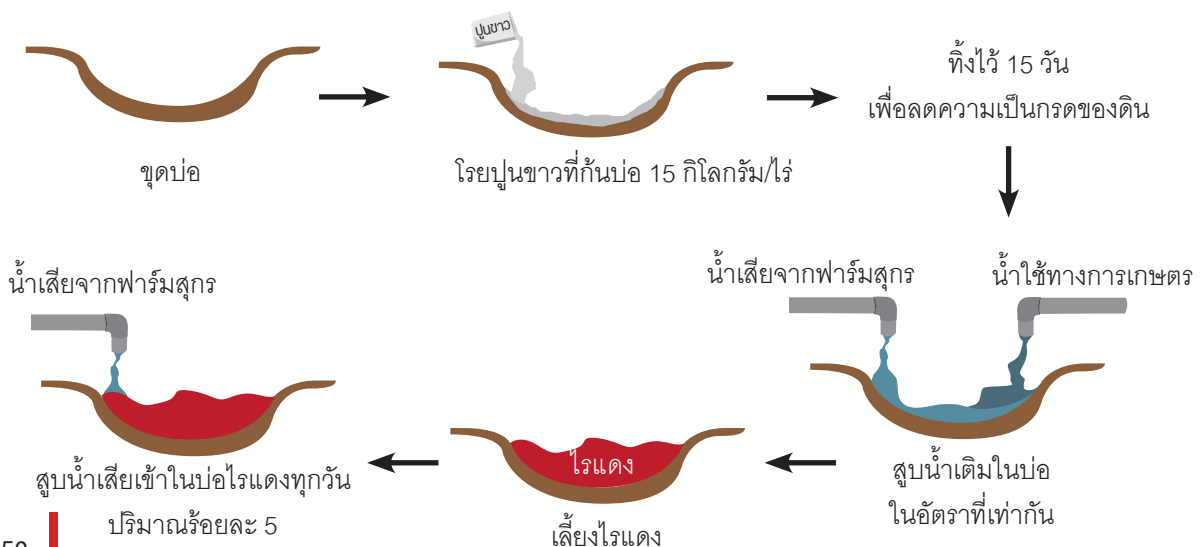 ปูนขาว
ขุดบ่อ
โรยปูนขาวที่ก้นบ่อ 15 กิโลกรัม/ไร่
ทิ้งไว้ 15 วัน
เพื่อลดความเป็นกรดของดิน
น้ำเสียจากฟาร์มสุกร
น้ำใช้ทางการเกษตร
สูบน้ำเติมในบ่อ
ในอัตราที่เท่ากัน
ไรแดง
เลี้ยงไรแดง
น้ำเสียจากฟาร์มสุกร
สูบน้ำเสียเข้าในบ่อไรแดงทุกวัน
ปริมาณร้อยละ 5